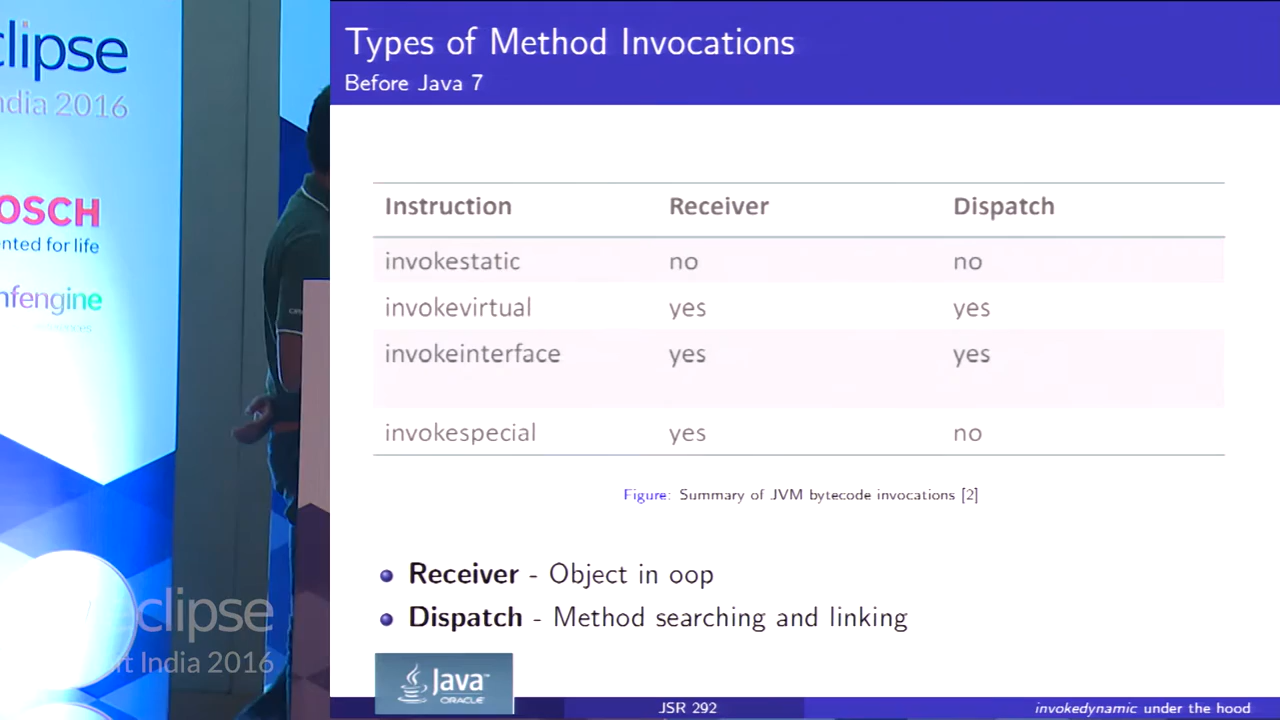 clipse
ndia 2016
OSCH
nted for life
nfengine
Types of Method Invocations
Before Java 7
Instruction Receiver Dispatch
invokestatic no no
invokevirtual yes yes
invokeinterface yes yes
invokespecial yes no
Figure: Summary of JVM bytecode invocations [2]
Receiver - Object in oop
Dispatch - Method searching and linking
Java
ORACLE
eclipse
it India 2016
JSR 292
invokedynamic under the hood